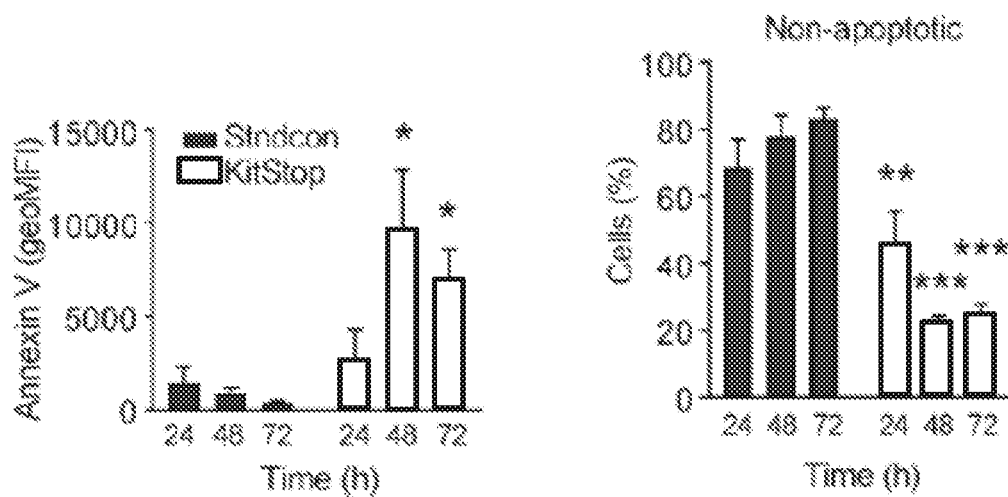 Annexin V (geoMFI)
15000
10000
5000
0
Stndcon
KitStop
*
*
24 48 72 24 48 72
Time (h)
Non-apoptotic
Cells (%)
100
80
60
40
20
0
**
***
***
24 48 72 24 48 72
Time (h)